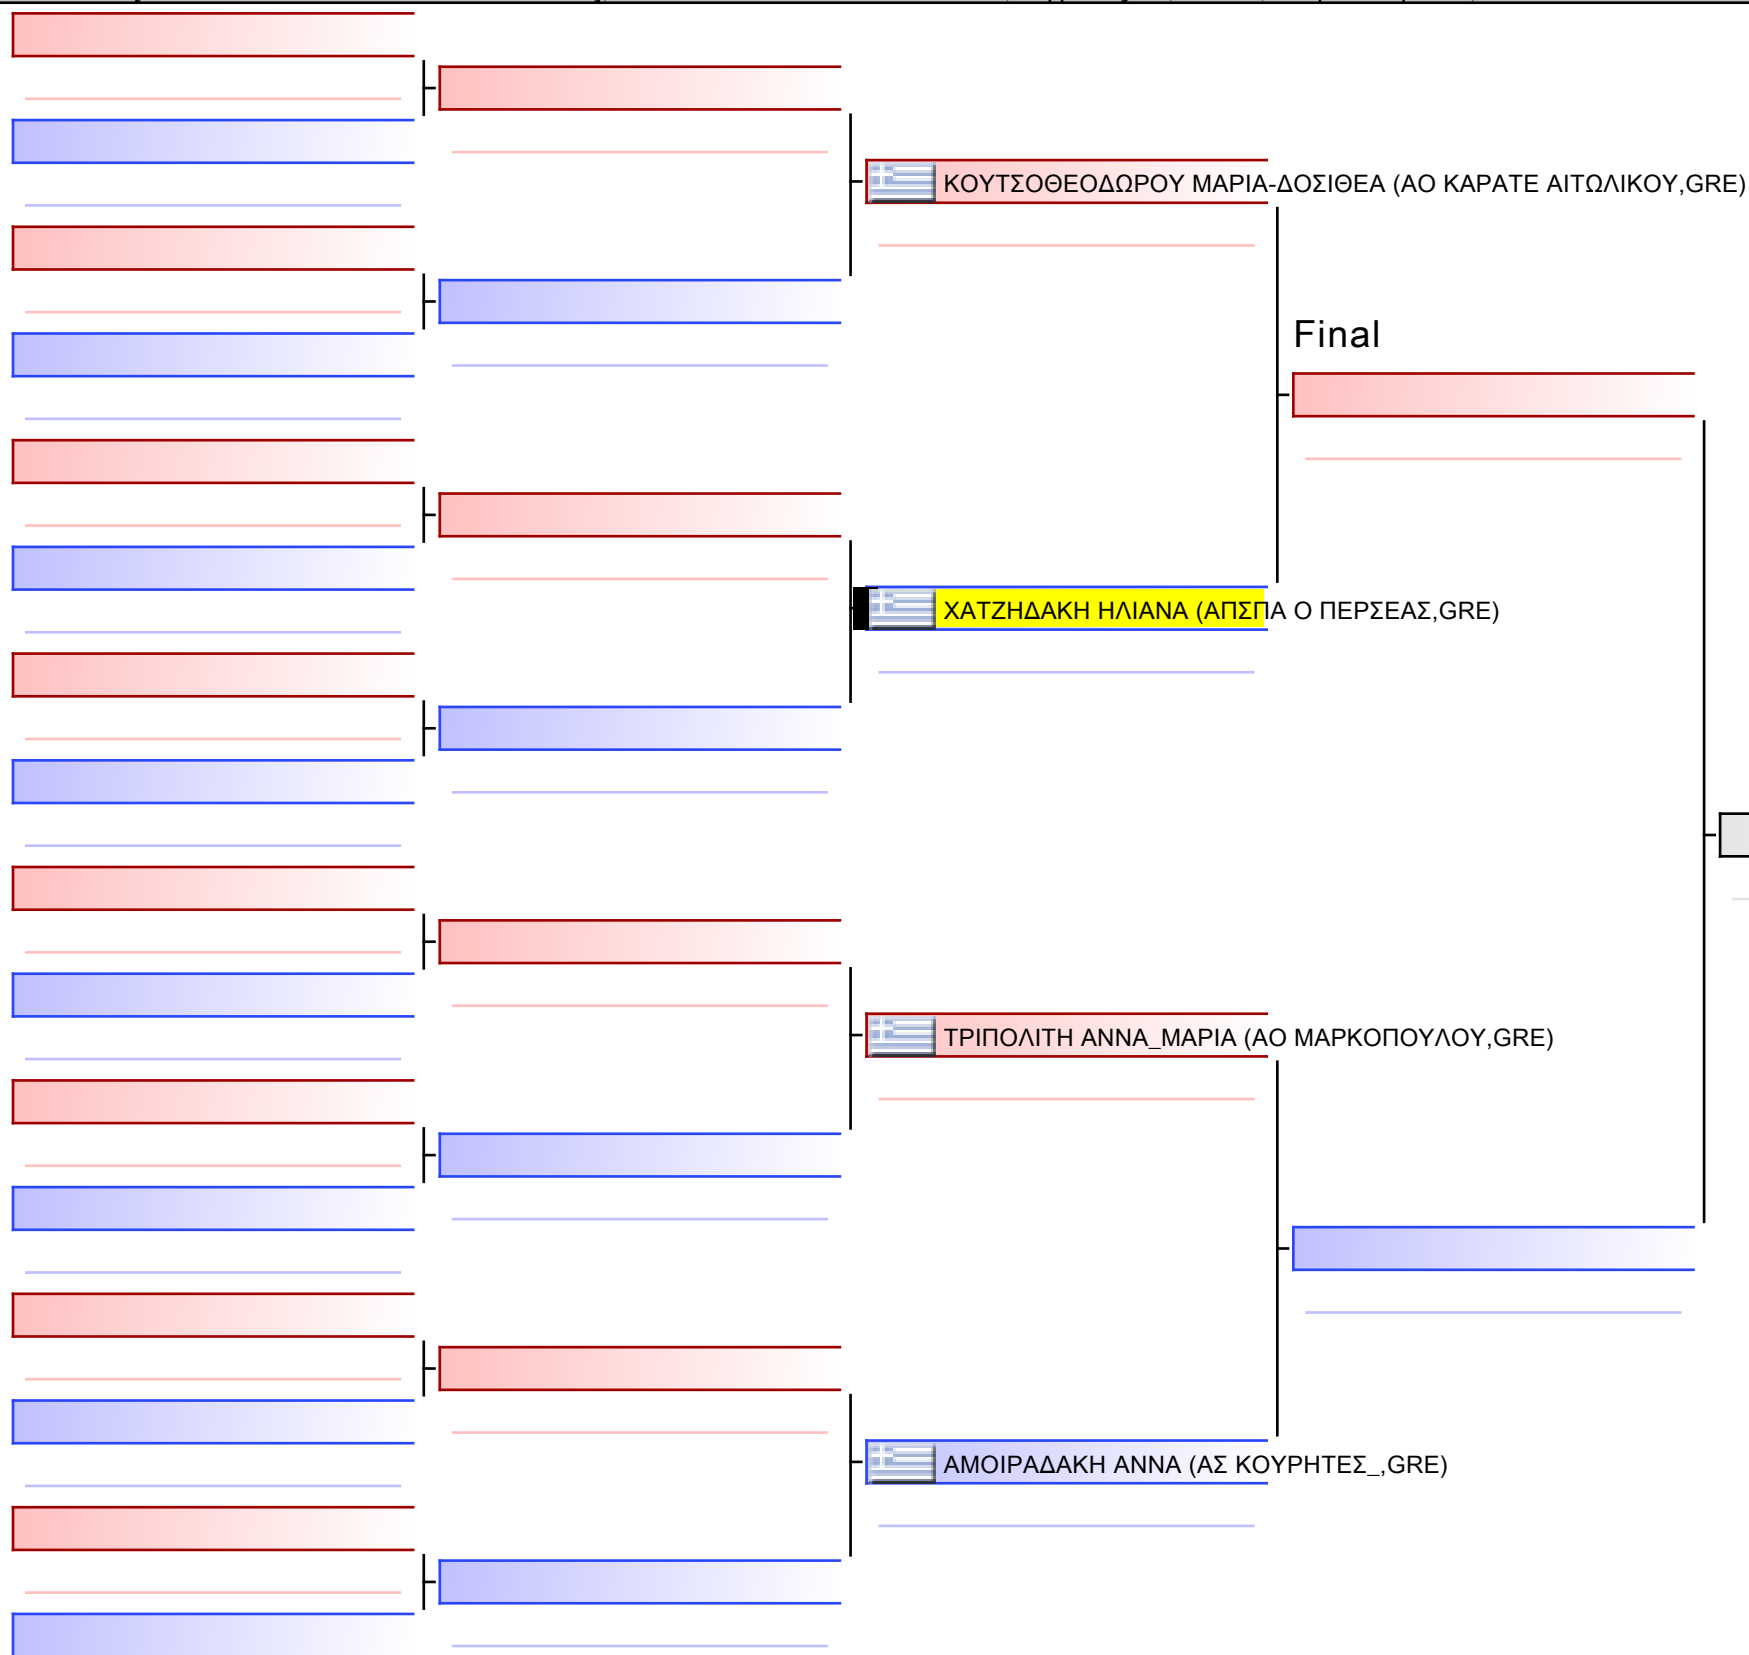 ΚΟΥΤΣΟΘΕΟΔΩΡΟΥ ΜΑΡΙΑ-ΔΟΣΙΘΕΑ (ΑΟ ΚΑΡΑΤΕ ΑΙΤΩΛΙΚΟΥ,GRE)
Final
ΧΑΤΖΗΔΑΚΗ ΗΛΙΑΝΑ (ΑΠΣΠΑ Ο ΠΕΡΣΕΑΣ,GRE)
ΤΡΙΠΟΛΙΤΗ ΑΝΝΑ_ΜΑΡΙΑ (ΑΟ ΜΑΡΚΟΠΟΥΛΟΥ,GRE)
ΑΜΟΙΡΑΔΑΚΗ ΑΝΝΑ (ΑΣ ΚΟΥΡΗΤΕΣ_,GRE)